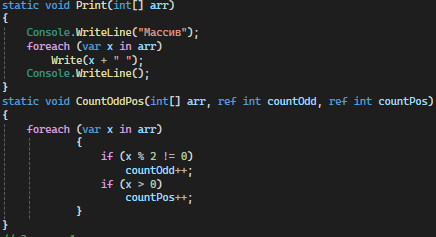 static void Print(int[] arr)
{
    Console.WriteLine("Массив");
    foreach (var x in arr)
        Write(x + " ");
    Console.WriteLine();
}
static void CountOddPos(int[] arr, ref int countOdd, ref int countPos)
{
    foreach (var x in arr)
            {
                if (x % 2 != 0)
                    countOdd++;
                if (x > 0)
                    countPos++;
            }
}